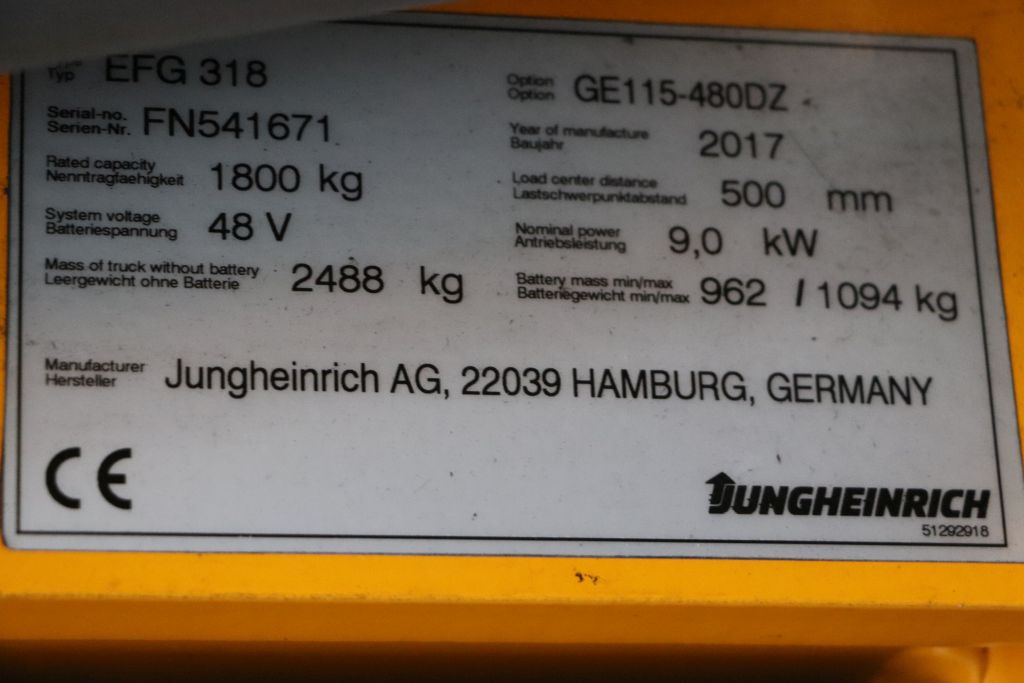 Typ EFG 318
Option
Option GE115-480DZ
Serial-no.
Serien-Nr. FN541671
Year of manufacture
Baujahr 2017
Rated capacity
Nenntragfaehigkeit 1800 kg
Load center distance
Lastschwerpunktabstand 500 mm
System voltage
Batteriespannung 48 V
Nominal power
Antriebsleistung 9,0 kW
Mass of truck without battery
Leergewicht ohne Batterie 2488 kg
Battery mass min/max
Batteriegewicht min/max 962 / 1094 kg
Manufacturer
Hersteller Jungheinrich AG, 22039 HAMBURG, GERMANY
CE
JUNGHEINRICH
51292918